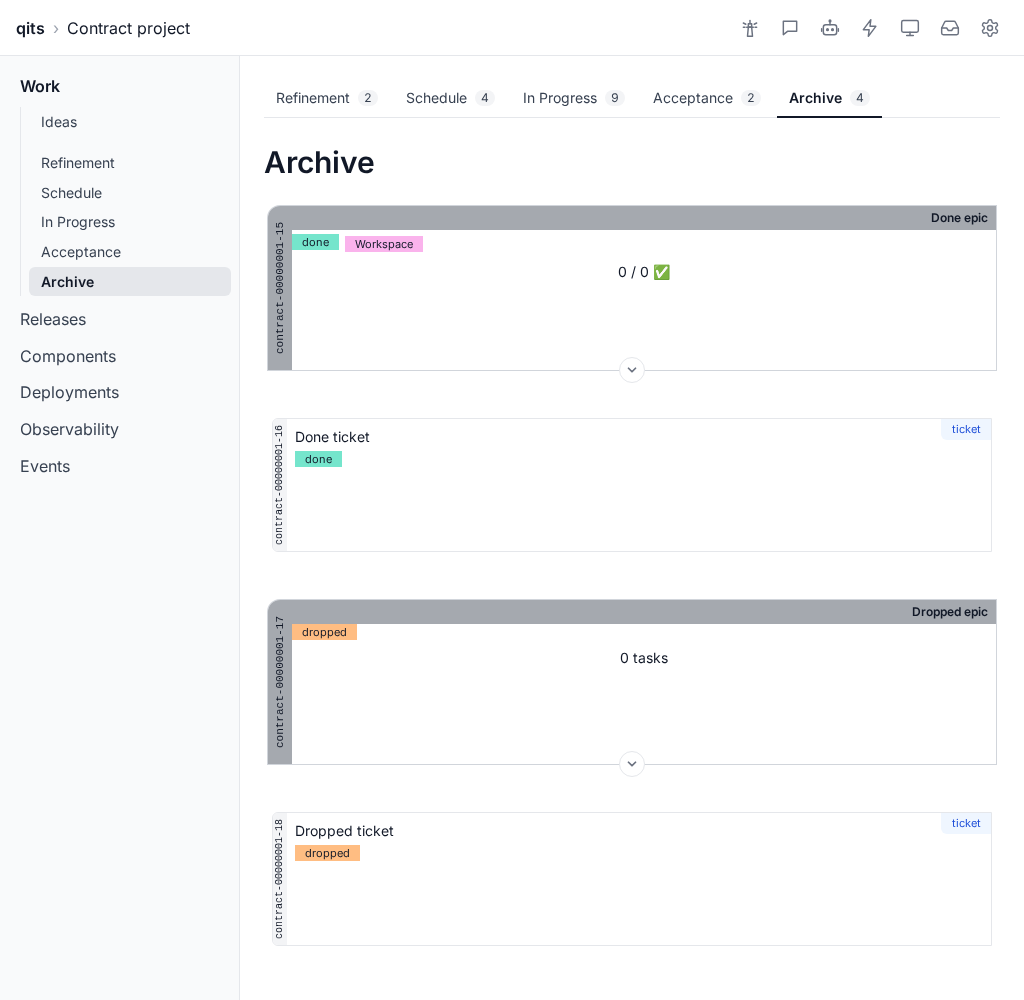 qits › Contract project
Work
Ideas
Refinement
Schedule
In Progress
Acceptance
Archive
Releases
Components
Deployments
Observability
Events
Refinement 2 Schedule 4 In Progress 9 Acceptance 2 Archive 4
Archive
contract-00000001-15
Done epic
done Workspace
0 / 0 ✅
contract-00000001-16
Done ticket
ticket
done
contract-00000001-17
Dropped epic
dropped
0 tasks
contract-00000001-18
Dropped ticket
ticket
dropped